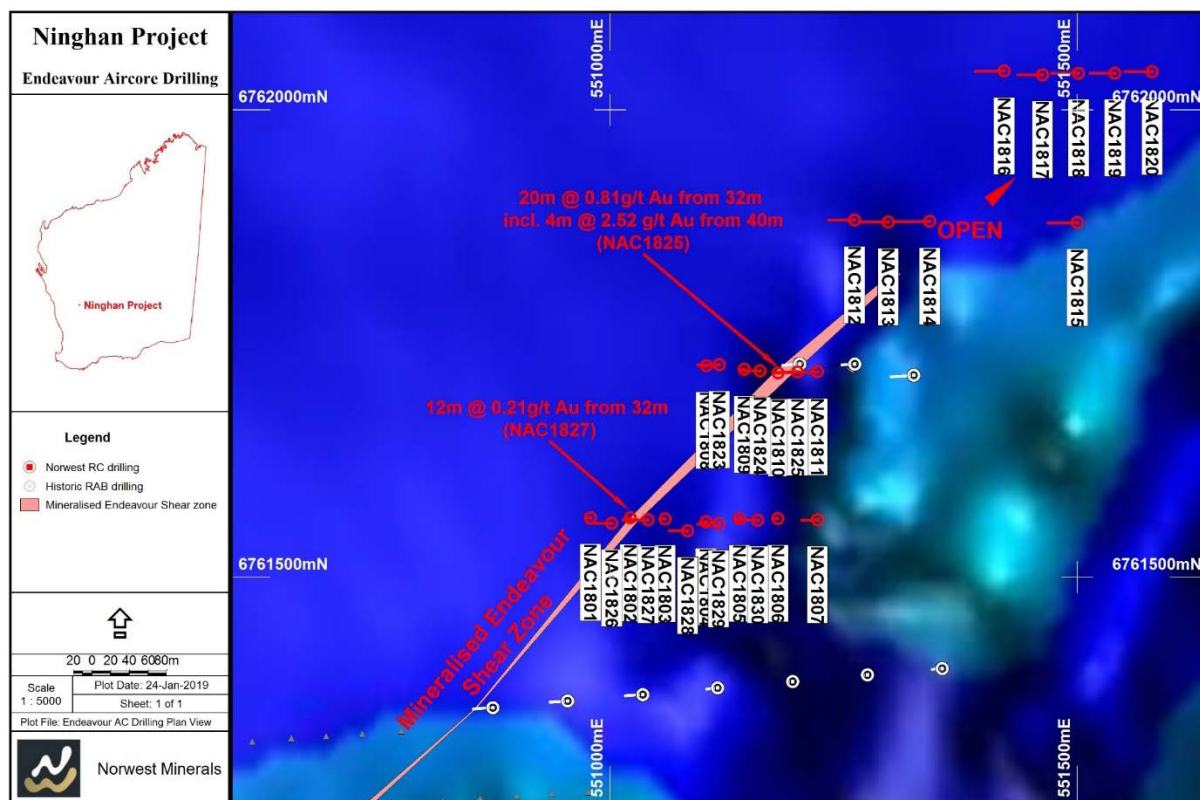 Ninghan Project
Endeavour Aircore Drilling
Ninghan Project
Legend
Norwest RC drilling
Historic RAB drilling
Mineralised Endeavour Shear zone
20 0 20 40 60 80m
Scale
1 : 5000
Plot Date: 24-Jan-2019
Sheet: 1 of 1
Plot File: Endeavour AC Drilling Plan View
Norwest Minerals
551000mE
551500mE
6762000mN
6762000mN
NAC1816
NAC1817
NAC1818
NAC1819
NAC1820
20m @ 0.81g/t Au from 32m
incl. 4m @ 2.52 g/t Au from 40m
(NAC1825)
OPEN
NAC1812
NAC1813
NAC1814
NAC1815
12m @ 0.21g/t Au from 32m
(NAC1827)
NAC1808
NAC1823
NAC1809
NAC1824
NAC1810
NAC1825
NAC1811
6761500mN
6761500mN
NAC1801
NAC1826
NAC1802
NAC1827
NAC1803
NAC1828
NAC1804
NAC1829
NAC1805
NAC1830
NAC1806
NAC1807
Mineralised Endeavour
Shear Zone
551000mE
551500mE